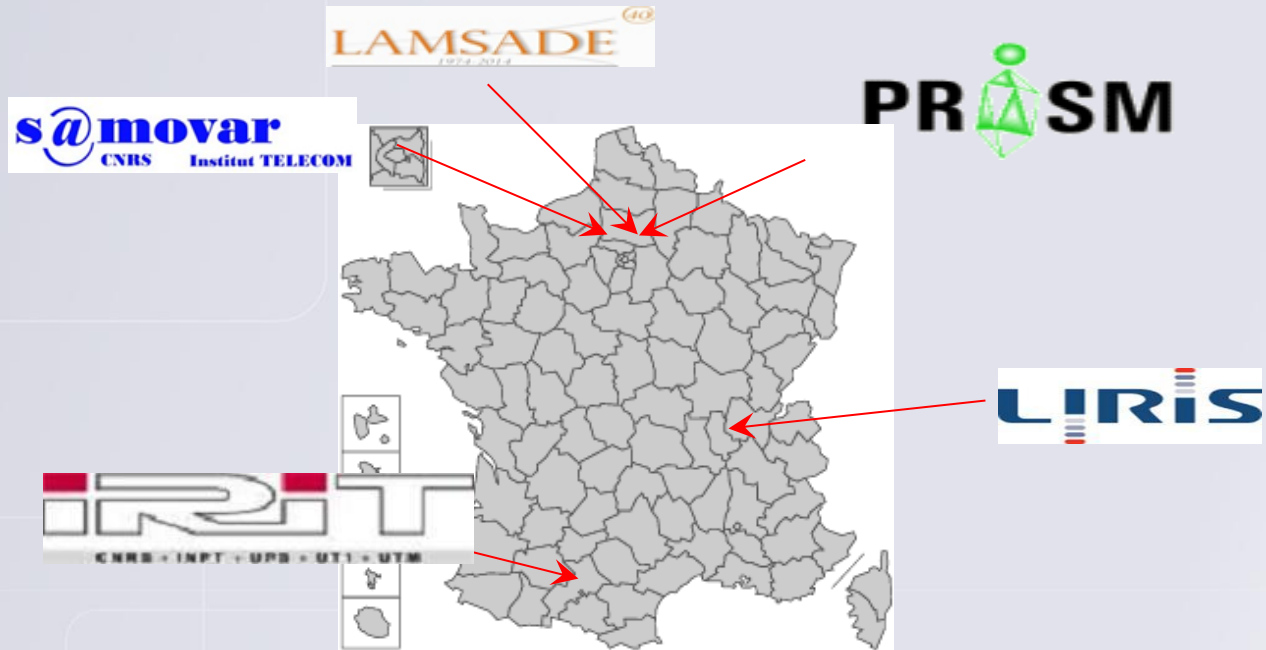 LAMSADE 40
1974-2014
PRiSM
s@movar
CNRS Institut TELECOM
LIRIS
iRiT
CNRS + INPT + UPS + UT1 + UTM